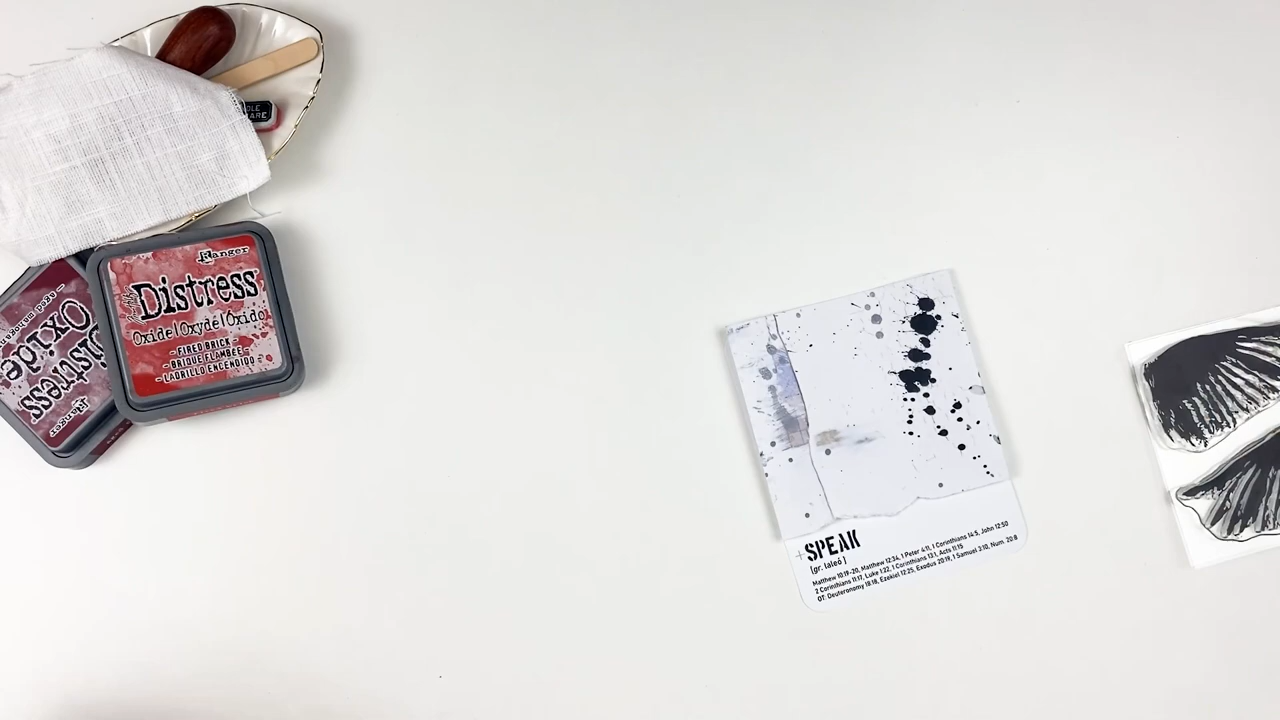 Ranger
Distress
Oxide | Oxydé | Óxido
- FIRED BRICK -
- BRIQUE FLAMBÉE -
- LADRILLO ENCENDIDO -
Distress
Oxide
Ranger
SPEAK
(gr. laleó )
Matthew 10:19-20, Matthew 12:34, 1 Peter 4:11, 1 Corinthians 14:5, John 12:50
2 Corinthians 11:17, Luke 1:22, 1 Corinthians 13:1, Acts 11:15
OT: Deuteronomy 18:18, Ezekiel 12:25, Exodus 20:19, 1 Samuel 3:10, Num. 20:8